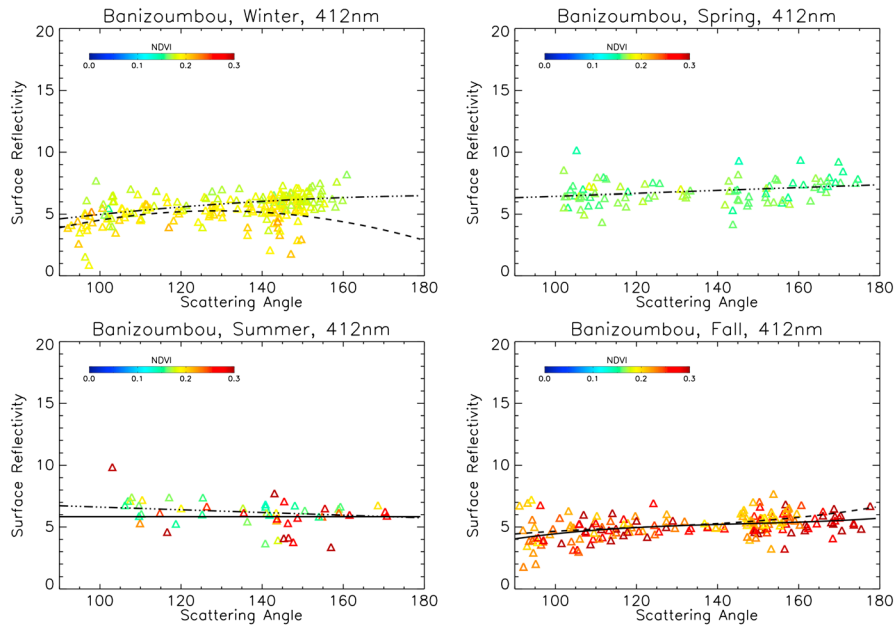 Banizoumbou, Winter, 412nm
20
15
10
5
0
Surface Reflectivity
NDVI
0.0 0.1 0.2 0.3
100 120 140 160 180
Scattering Angle
Banizoumbou, Spring, 412nm
20
15
10
5
0
Surface Reflectivity
NDVI
0.0 0.1 0.2 0.3
100 120 140 160 180
Scattering Angle
Banizoumbou, Summer, 412nm
20
15
10
5
0
Surface Reflectivity
NDVI
0.0 0.1 0.2 0.3
100 120 140 160 180
Scattering Angle
Banizoumbou, Fall, 412nm
20
15
10
5
0
Surface Reflectivity
NDVI
0.0 0.1 0.2 0.3
100 120 140 160 180
Scattering Angle